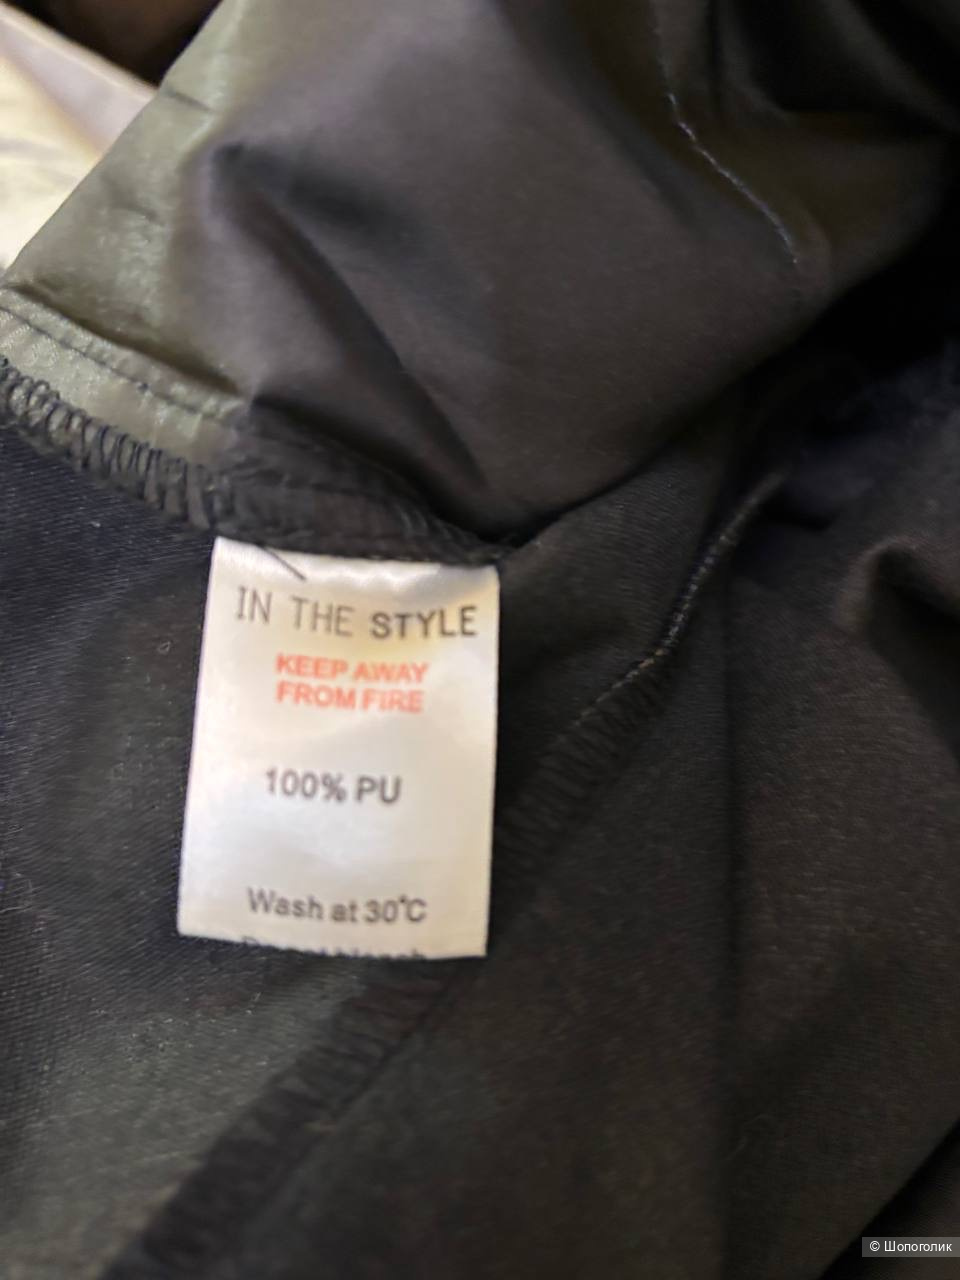 IN THE STYLE
KEEP AWAY
FROM FIRE
100% PU
Wash at 30°C
© Шопоголик